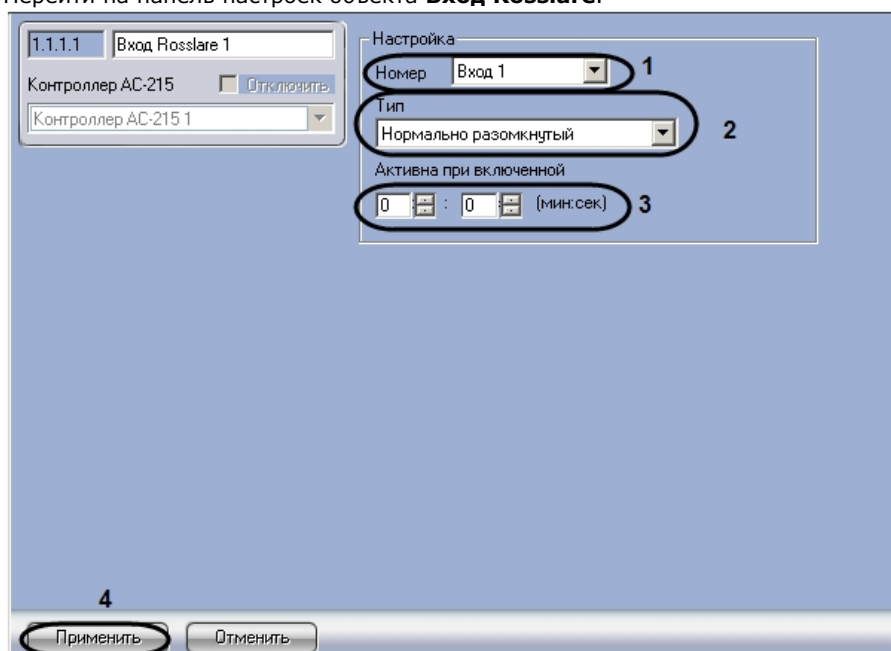 Перейти на панель настроек объекта Вход Rosslare.
1.1.1.1 Вход Rosslare 1
Контроллер AC-215 Отключить
Контроллер AC-215 1
Настройка
Номер Вход 1 1
Тип
Нормально разомкнутый 2
Активна при включенной
0 : 0 (мин:сек) 3
4
Применить Отменить